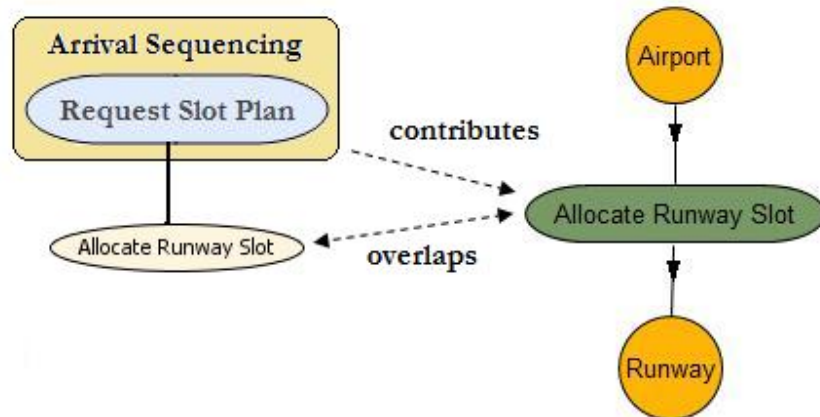 Arrival Sequencing
Request Slot Plan
Allocate Runway Slot
contributes
overlaps
Airport
Allocate Runway Slot
Runway